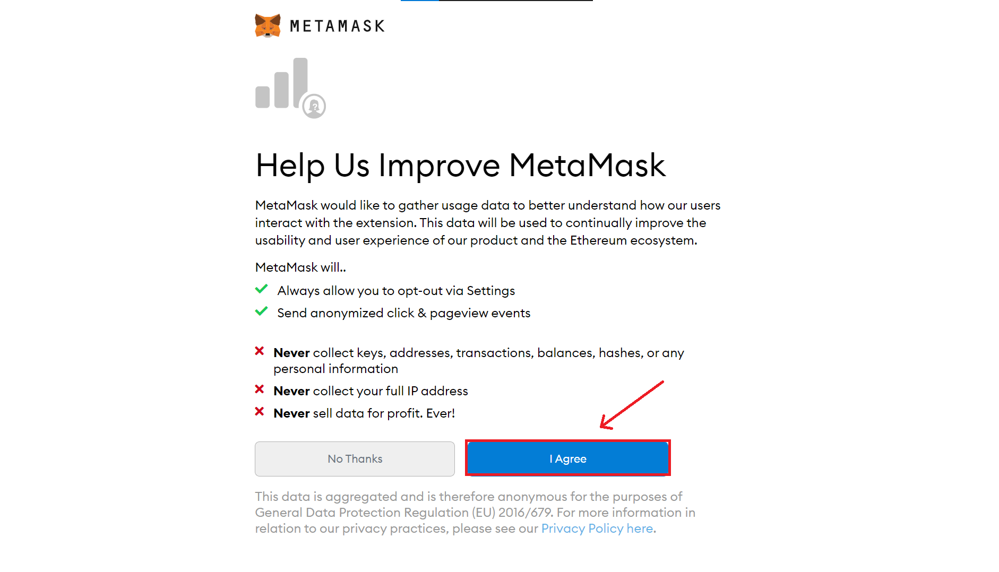 METAMASK
?
Help Us Improve MetaMask
MetaMask would like to gather usage data to better understand how our users
interact with the extension. This data will be used to continually improve the
usability and user experience of our product and the Ethereum ecosystem.
MetaMask will..
Always allow you to opt-out via Settings
Send anonymized click & pageview events
Never collect keys, addresses, transactions, balances, hashes, or any
personal information
Never collect your full IP address
Never sell data for profit. Ever!
No Thanks
I Agree
This data is aggregated and is therefore anonymous for the purposes of
General Data Protection Regulation (EU) 2016/679. For more information in
relation to our privacy practices, please see our Privacy Policy here.